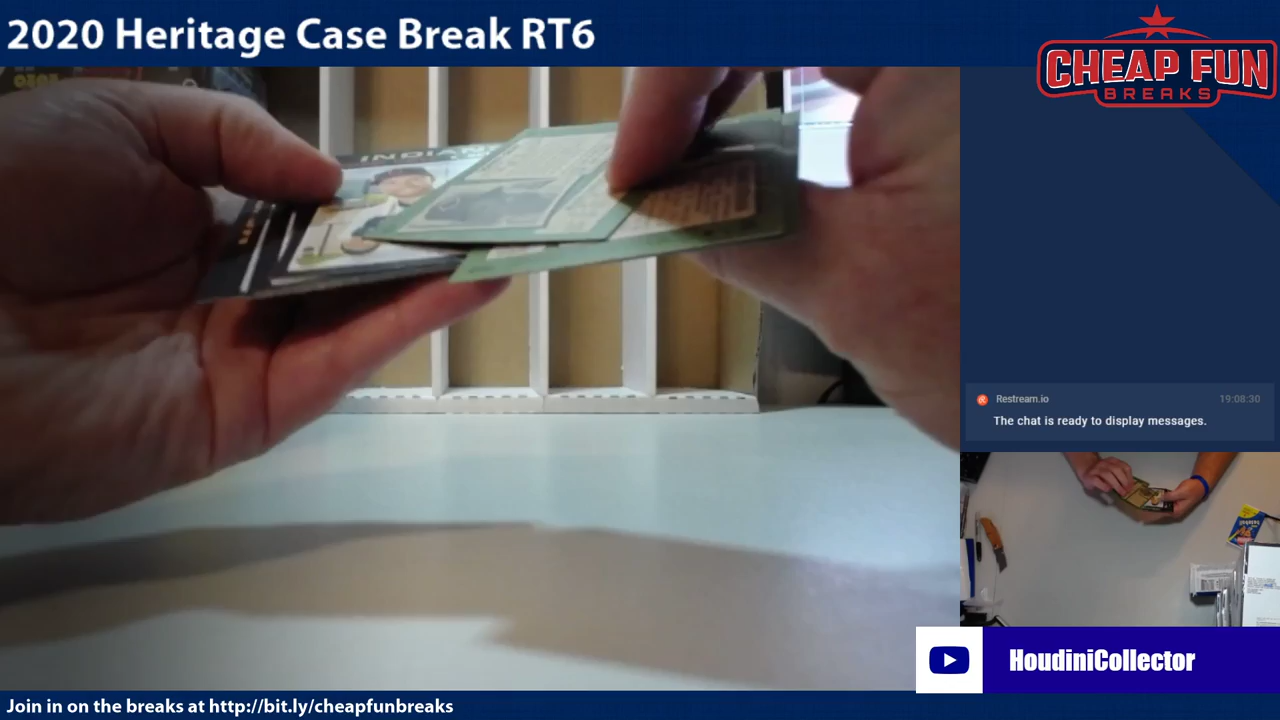 2020 Heritage Case Break RT6
CHEAP FUN
BREAKS
INDIANS
Restream.io
19:08:30
The chat is ready to display messages.
HoudiniCollector
Join in on the breaks at http://bit.ly/cheapfunbreaks